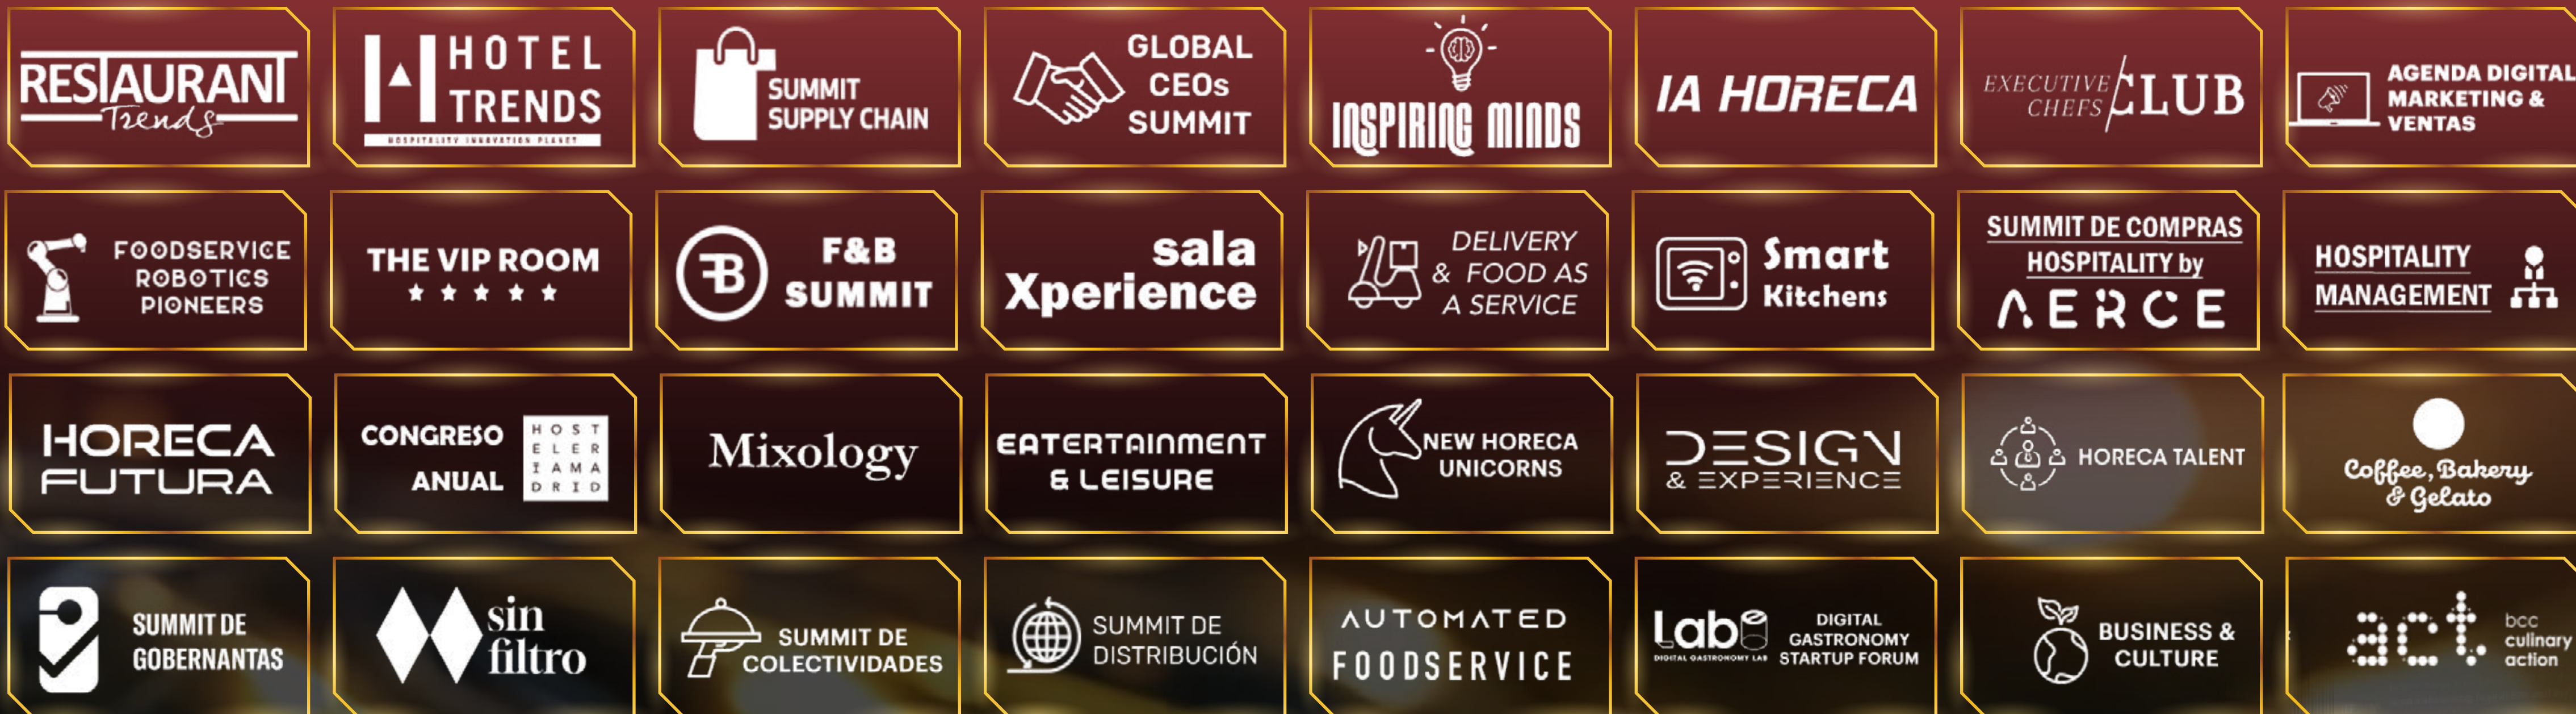 RESTAURANT
Trends
HOTEL
TRENDS
HOSPITALITY INNOVATION PLANET
SUMMIT
SUPPLY CHAIN
GLOBAL
CEOs
SUMMIT
INSPIRING MINDS
IA HORECA
EXECUTIVE
CHEFS
CLUB
AGENDA DIGITAL
MARKETING &
VENTAS
FOODSERVICE
ROBOTICS
PIONEERS
THE VIP ROOM
FB
F&B
SUMMIT
sala
Xperience
DELIVERY
& FOOD AS
A SERVICE
Smart
Kitchens
SUMMIT DE COMPRAS
HOSPITALITY by
AERCE
HOSPITALITY
MANAGEMENT
HORECA
FUTURA
CONGRESO
ANUAL
HOST
ELER
IAMA
DRID
Mixology
EATERTAINMENT
& LEISURE
NEW HORECA
UNICORNS
DESIGN
& EXPERIENCE
HORECA TALENT
Coffee, Bakery
& Gelato
SUMMIT DE
GOBERNANTAS
sin
filtro
SUMMIT DE
COLECTIVIDADES
SUMMIT DE
DISTRIBUCIÓN
AUTOMATED
FOODSERVICE
Labe
DIGITAL GASTRONOMY LAB
DIGITAL
GASTRONOMY
STARTUP FORUM
BUSINESS &
CULTURE
act
bcc
culinary
action